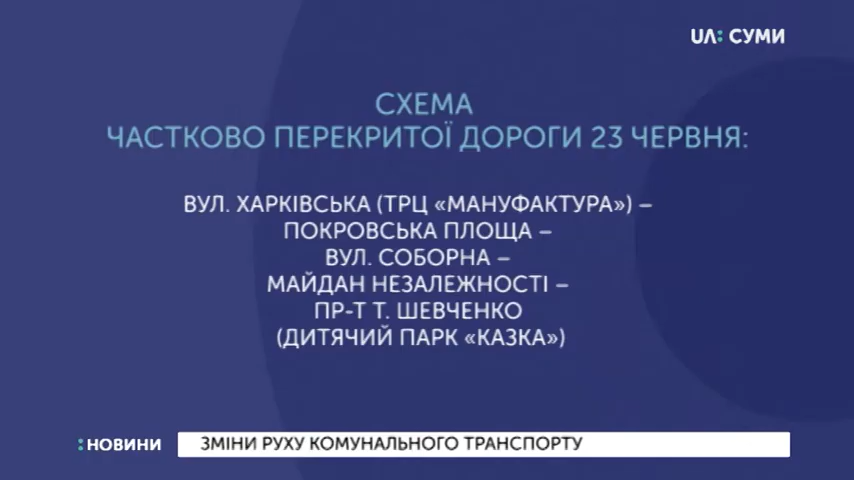 UA: СУМИ
СХЕМА
ЧАСТКОВО ПЕРЕКРИТОЇ ДОРОГИ 23 ЧЕРВНЯ:
ВУЛ. ХАРКІВСЬКА (ТРЦ «МАНУФАКТУРА») –
ПОКРОВСЬКА ПЛОЩА –
ВУЛ. СОБОРНА –
МАЙДАН НЕЗАЛЕЖНОСТІ –
ПР-Т Т. ШЕВЧЕНКО
(ДИТЯЧИЙ ПАРК «КАЗКА»)
:НОВИНИ
ЗМІНИ РУХУ КОМУНАЛЬНОГО ТРАНСПОРТУ